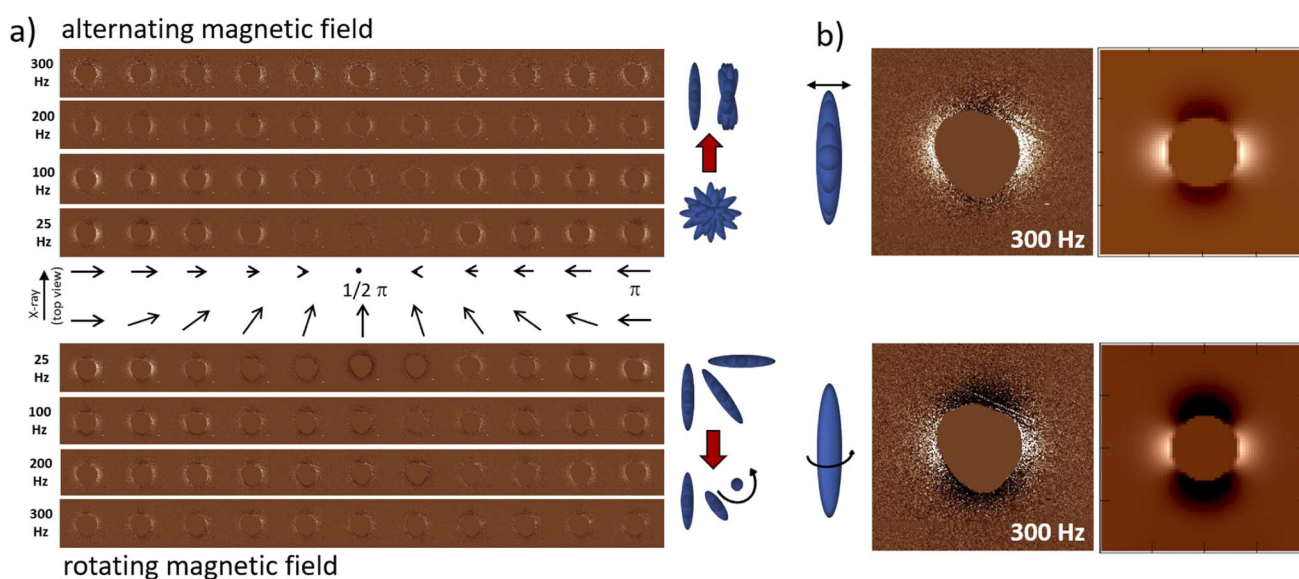 a)
alternating magnetic field
300
Hz
200
Hz
100
Hz
25
Hz
X-ray
(top view)
1/2 π
π
25
Hz
100
Hz
200
Hz
300
Hz
rotating magnetic field
b)
300 Hz
300 Hz